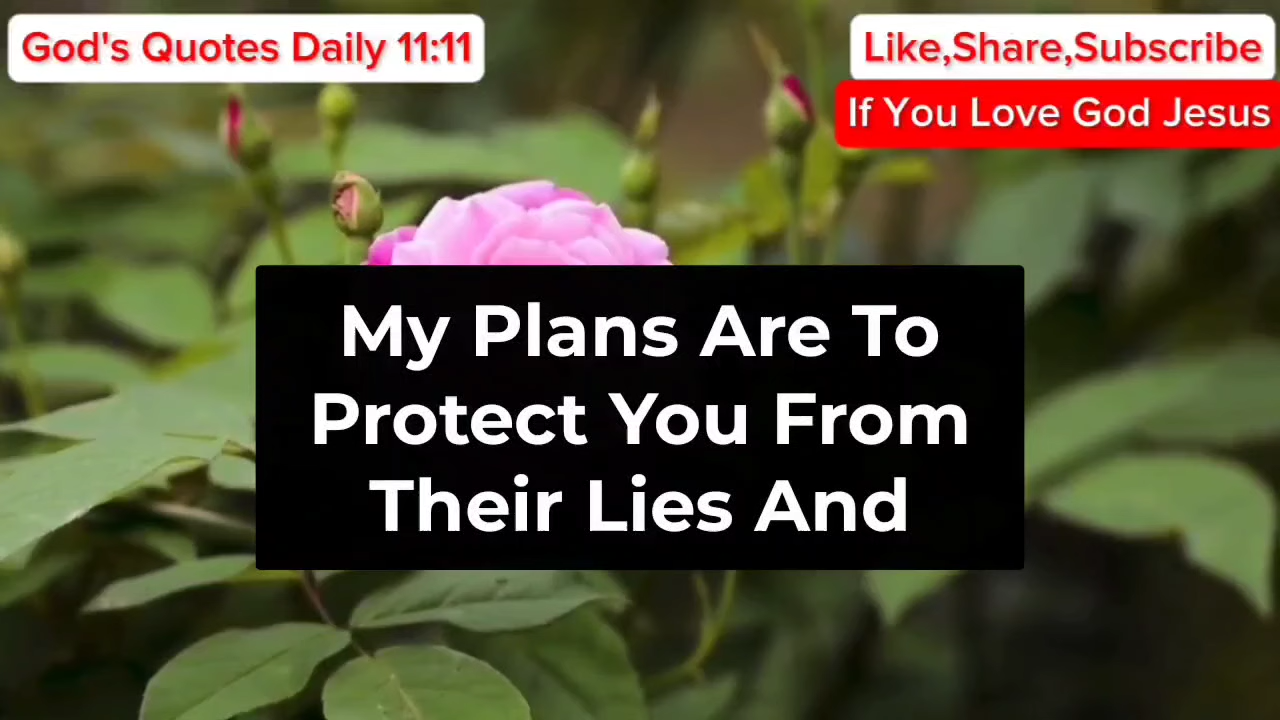 God's Quotes Daily 11:11
Like,Share,Subscribe
If You Love God Jesus
My Plans Are To
Protect You From
Their Lies And